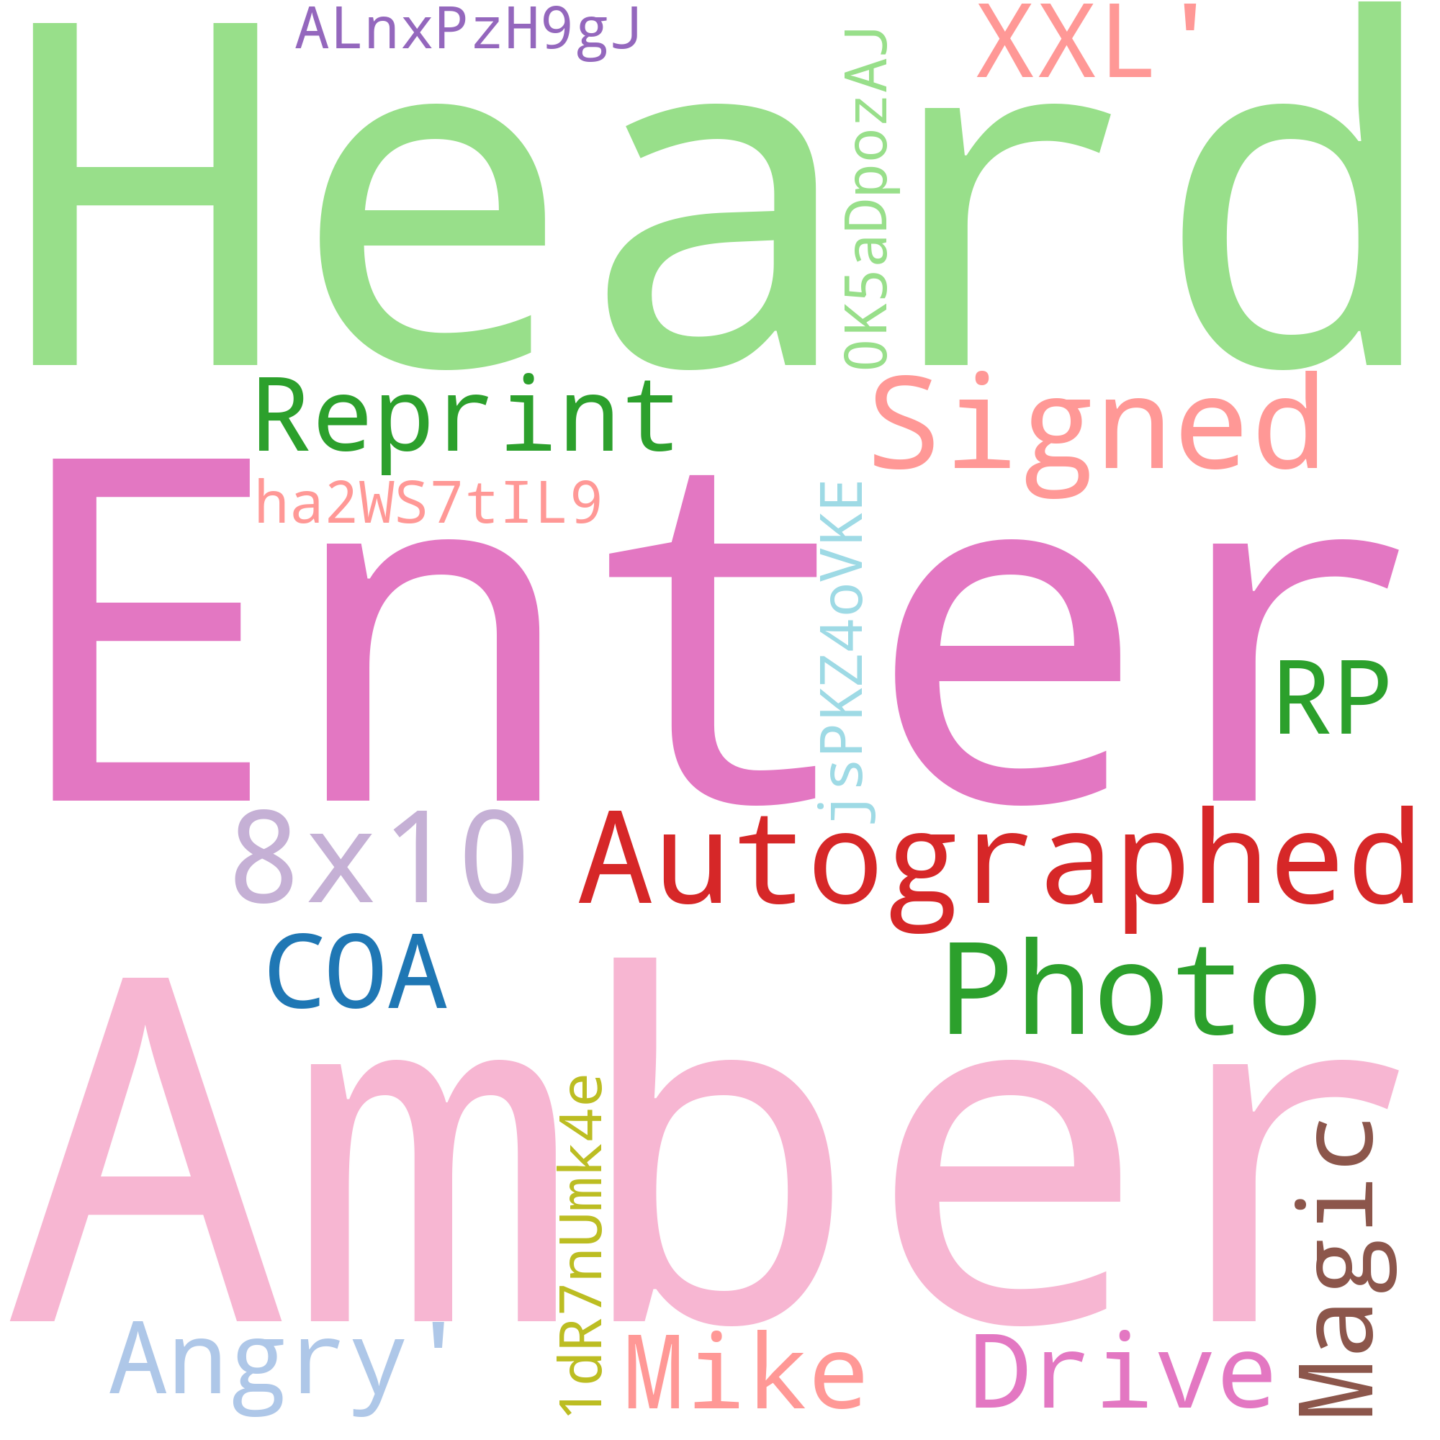 ALnxPzH9gJ
XXL'
Heard
0K5aDpozAJ
Reprint
Signed
ha2WS7tIL9
Enter
jsPKZ4oVKE
RP
8x10
Autographed
COA
Photo
Amber
1dR7nUmk4e
Magic
Angry'
Mike
Drive